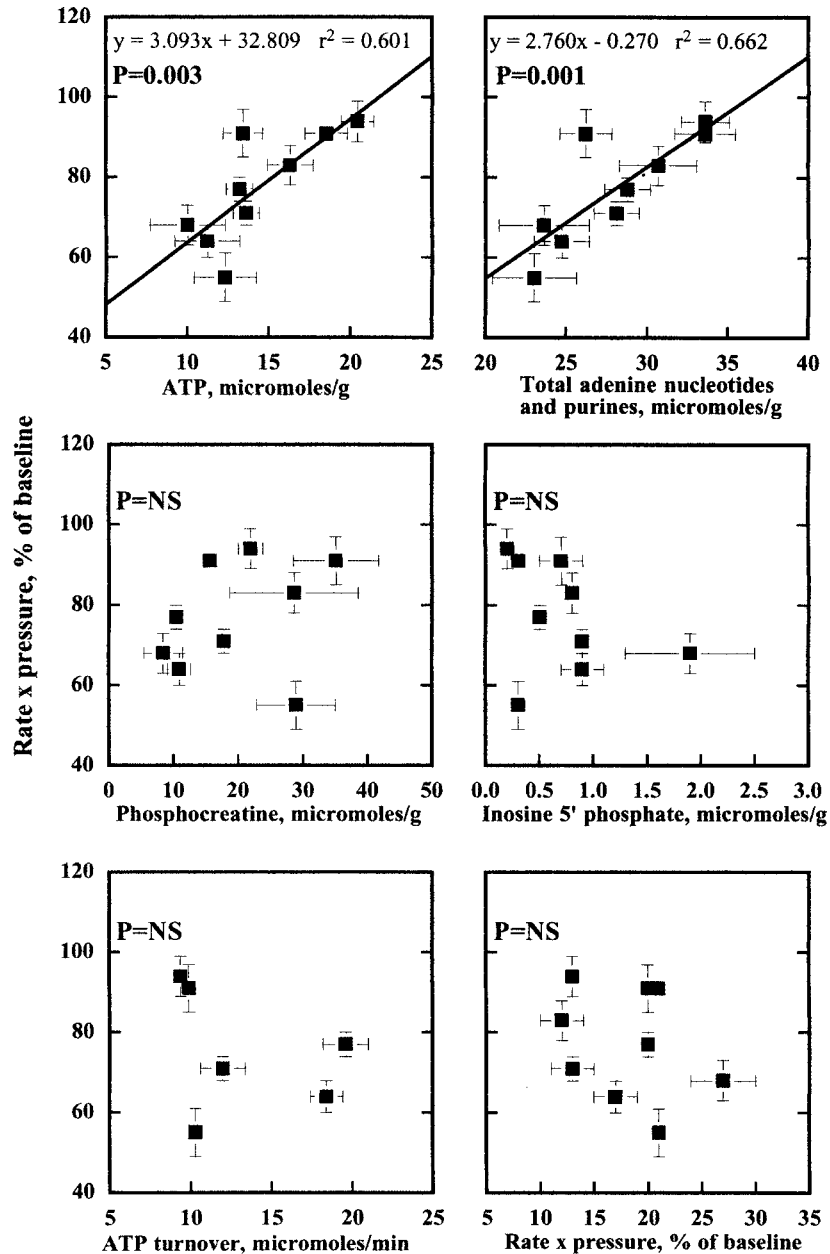 120
100
80
60
40
y = 3.093x + 32.809 r² = 0.601
P=0.003
5 10 15 20 25
ATP, micromoles/g
y = 2.760x - 0.270 r² = 0.662
P=0.001
20 25 30 35 40
Total adenine nucleotides
and purines, micromoles/g
Rate x pressure, % of baseline
120
100
80
60
40
P=NS
0 10 20 30 40 50
Phosphocreatine, micromoles/g
P=NS
0.0 0.5 1.0 1.5 2.0 2.5 3.0
Inosine 5' phosphate, micromoles/g
120
100
80
60
40
P=NS
5 10 15 20 25
ATP turnover, micromoles/min
P=NS
5 10 15 20 25 30 35
Rate x pressure, % of baseline